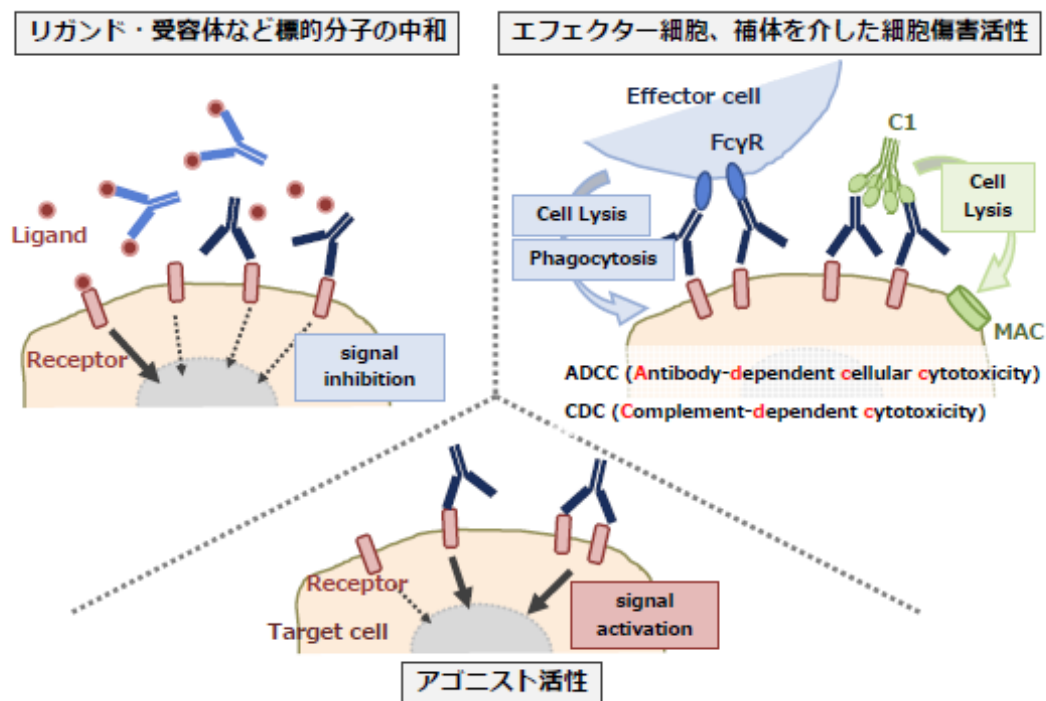 リガンド・受容体など標的分子の中和
Ligand
Receptor
signal
inhibition
エフェクター細胞、補体を介した細胞傷害活性
Effector cell
FcγR
C1
Cell Lysis
Phagocytosis
Cell
Lysis
MAC
ADCC (Antibody-dependent cellular cytotoxicity)
CDC (Complement-dependent cytotoxicity)
Receptor
Target cell
signal
activation
アゴニスト活性